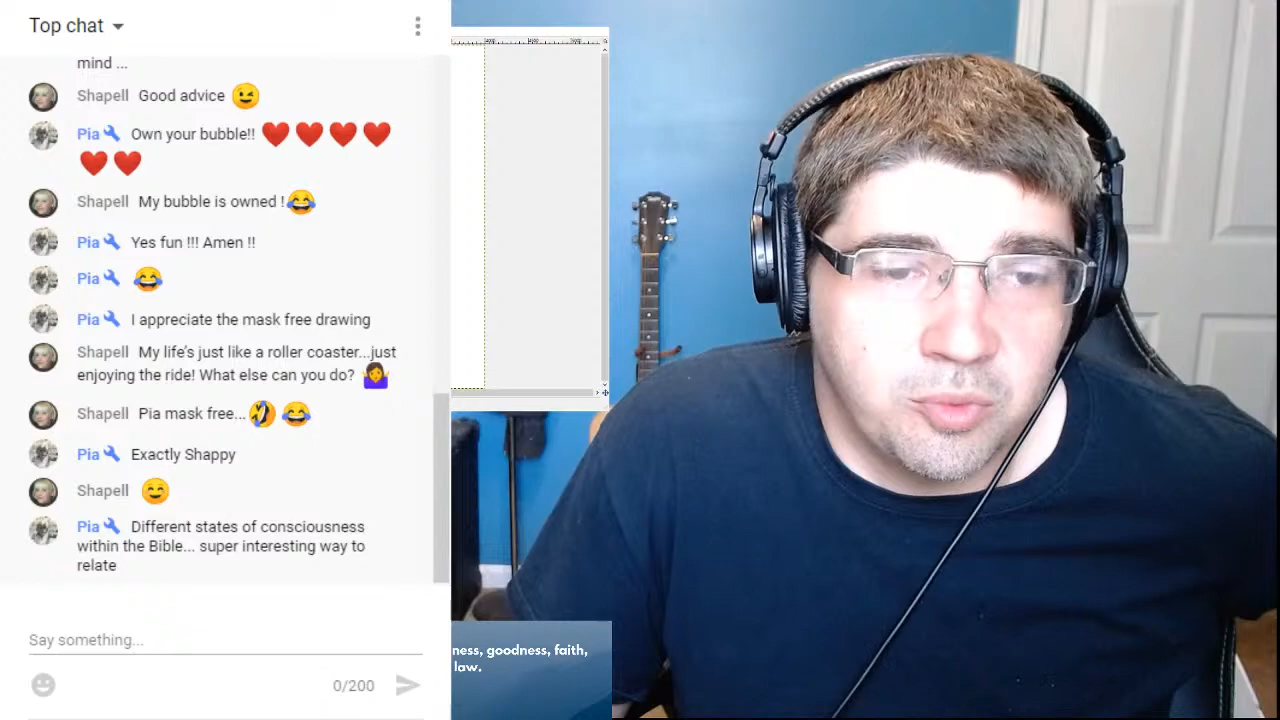 Top chat
mind ...
Shapell Good advice 😉
Pia Own your bubble!! ❤️❤️❤️❤️
❤️❤️
Shapell My bubble is owned !😂
Pia Yes fun !!! Amen !!
Pia 😂
Pia I appreciate the mask free drawing
Shapell My life's just like a roller coaster...just
enjoying the ride! What else can you do? 🤷‍♀️
Shapell Pia mask free...🤣 😂
Pia Exactly Shappy
Shapell 😊
Pia Different states of consciousness
within the Bible... super interesting way to
relate
Say something...
0/200
ness, goodness, faith,
law.